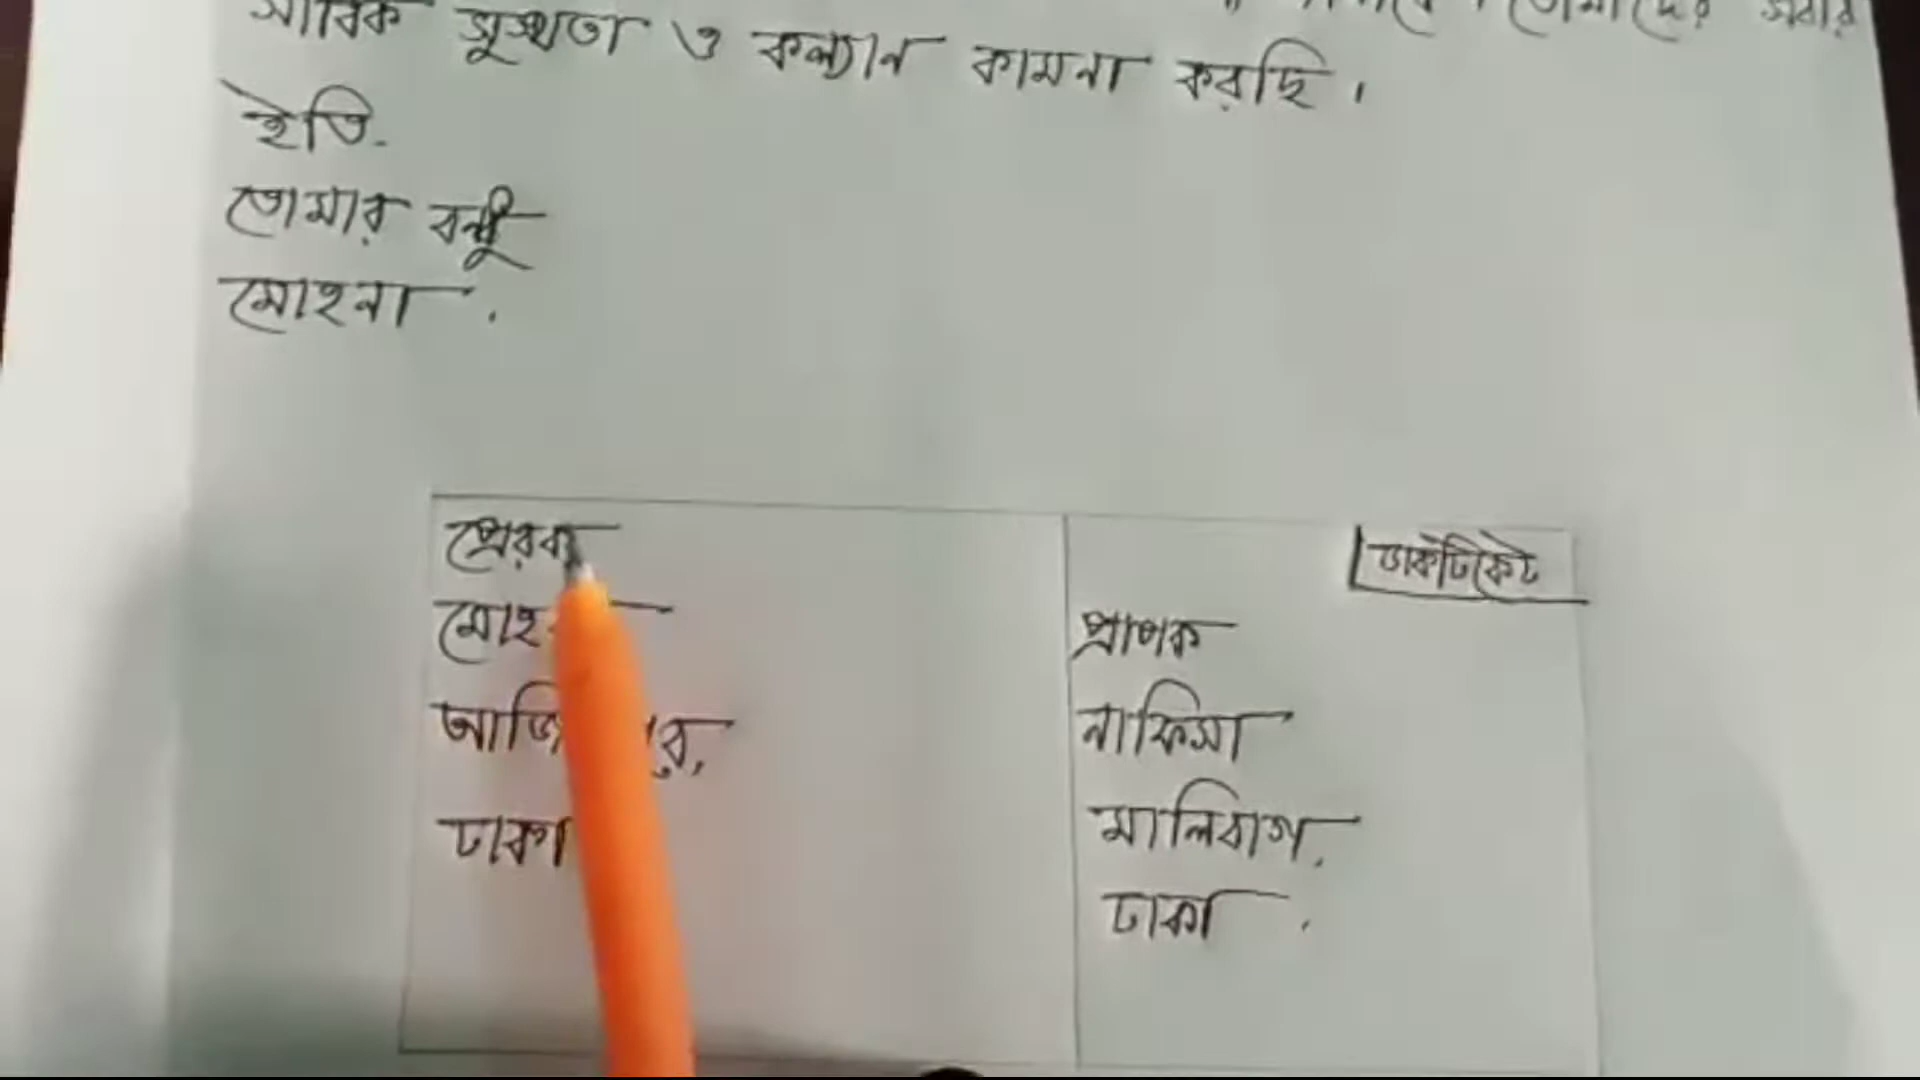 সার্বিক সুস্থতা ও কল্যান কামনা করছি।
ইতি.
তোমার বন্ধু
মোহনা.
প্রেরক
ঢাকা
ডাকটিকেট
প্রাপক
নাফিসা
মালিবাগ.
ঢাকা.